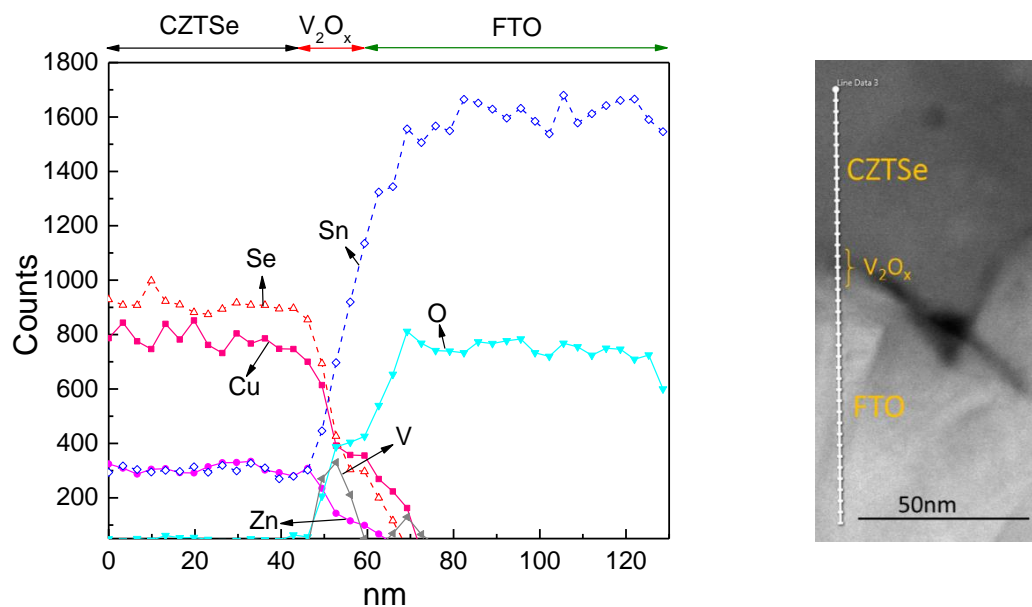 CZTSe V₂Oₓ FTO
1800
1600
1400
1200
1000
800
600
400
200
Counts
Se
Sn
Cu
O
V
Zn
0 20 40 60 80 100 120
nm
Line Data 3
CZTSe
V₂Oₓ
FTO
50nm